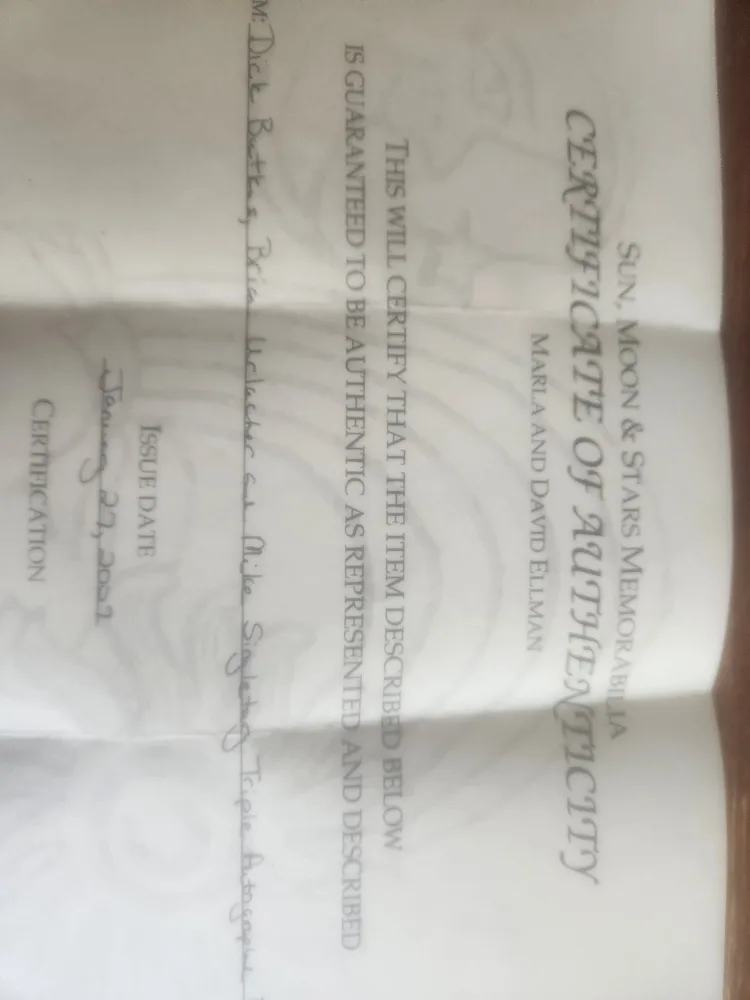 SUN, MOON & STARS MEMORABILIA
CERTIFICATE OF AUTHENTICITY
MARLA AND DAVID ELLMAN
THIS WILL CERTIFY THAT THE ITEM DESCRIBED BELOW
IS GUARANTEED TO BE AUTHENTIC AS REPRESENTED AND DESCRIBED
M: Dick Butkus, Brian Urlacher and Mike Singletary Triple Autographed
ISSUE DATE
January 27, 2002
CERTIFICATION